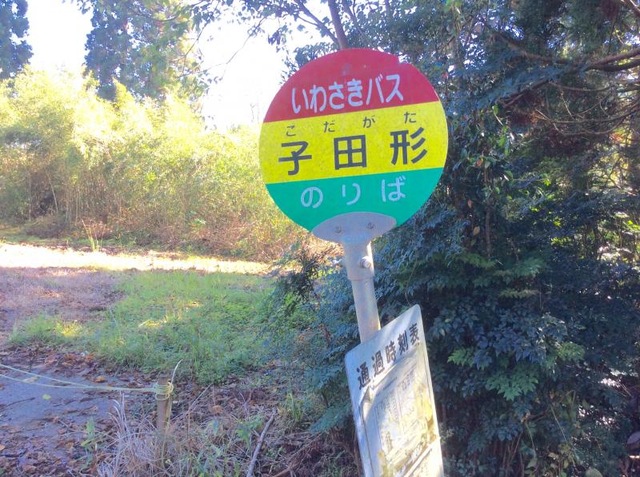 いわさきバス
こだがた
子田形
のりば
通過時刻表